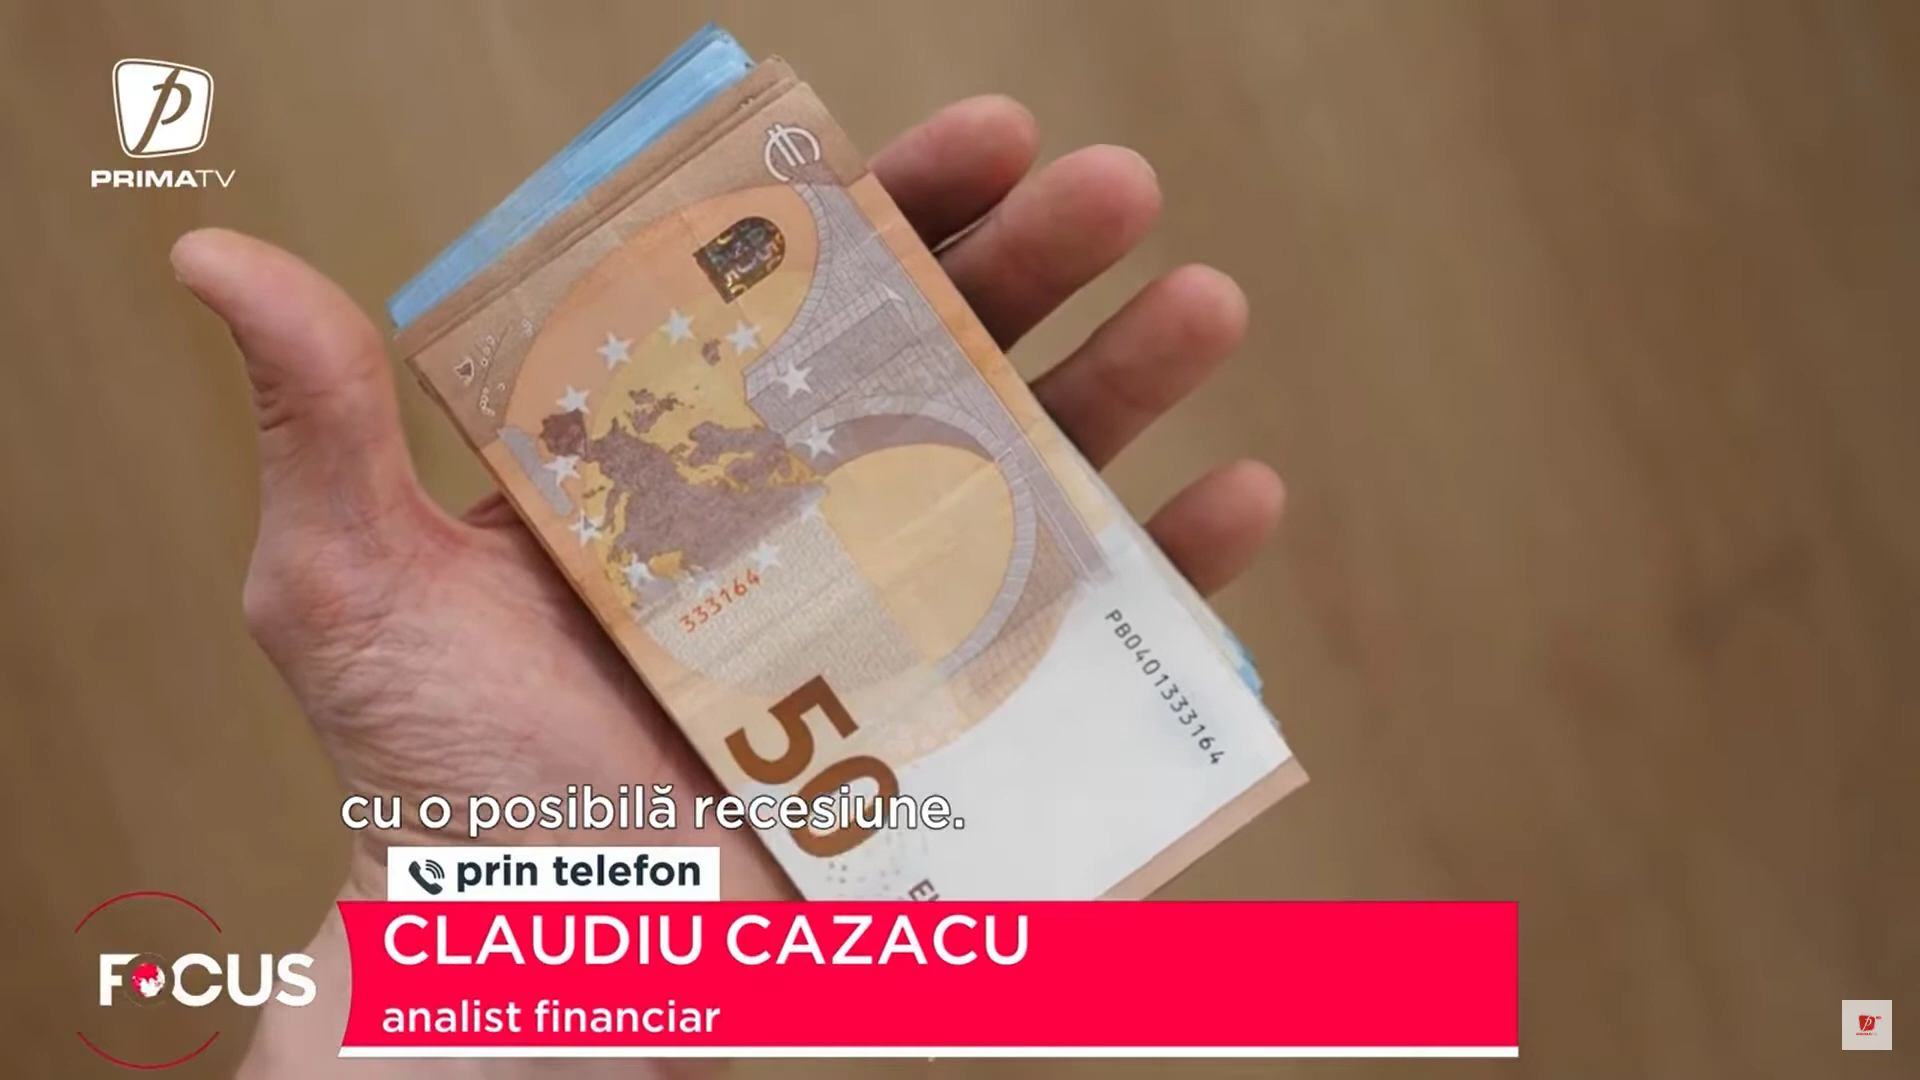 PRIMATV
333164
PB0401333164
50
cu o posibilă recesiune.
prin telefon
CLAUDIU CAZACU
analist financiar
FOCUS